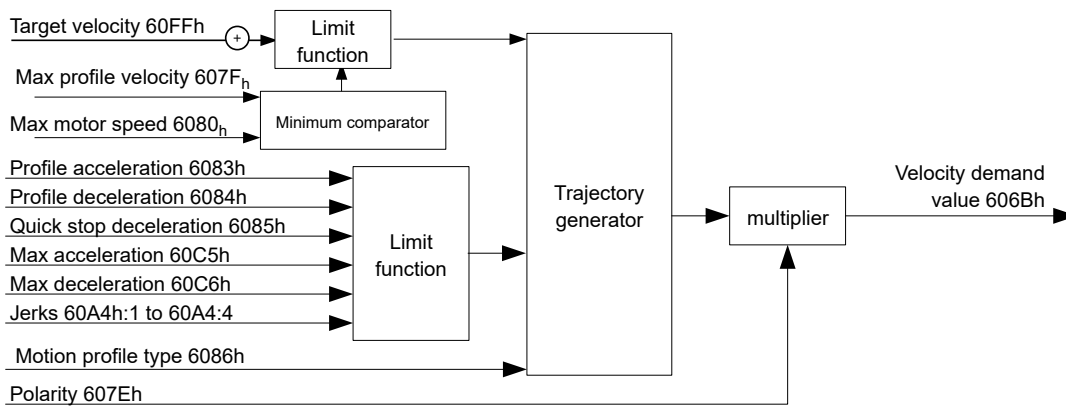 Target velocity 60FFh
+
Limit
function
Max profile velocity 607Fh
Max motor speed 6080h
Minimum comparator
Profile acceleration 6083h
Profile deceleration 6084h
Quick stop deceleration 6085h
Max acceleration 60C5h
Max deceleration 60C6h
Jerks 60A4h:1 to 60A4:4
Limit
function
Motion profile type 6086h
Polarity 607Eh
Trajectory
generator
multiplier
Velocity demand
value 606Bh